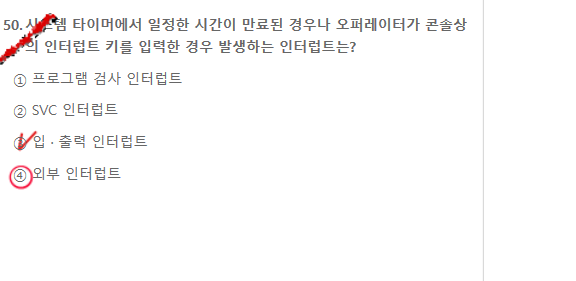 50. 시스템 타이머에서 일정한 시간이 만료된 경우나 오퍼레이터가 콘솔상
의 인터럽트 키를 입력한 경우 발생하는 인터럽트는?
① 프로그램 검사 인터럽트
② SVC 인터럽트
③ 입 · 출력 인터럽트
④ 외부 인터럽트